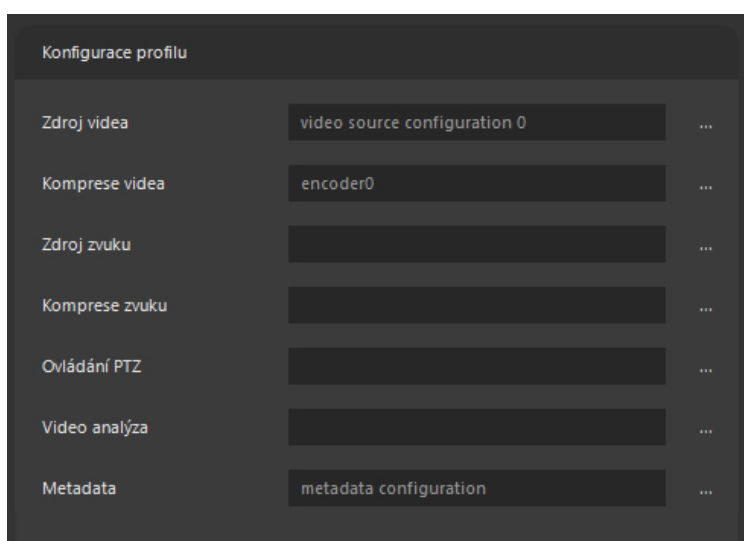 Konfigurace profilu
Zdroj videa video source configuration 0 ...
Komprese videa encoder0 ...
Zdroj zvuku ...
Komprese zvuku ...
Ovládání PTZ ...
Video analýza ...
Metadata metadata configuration ...